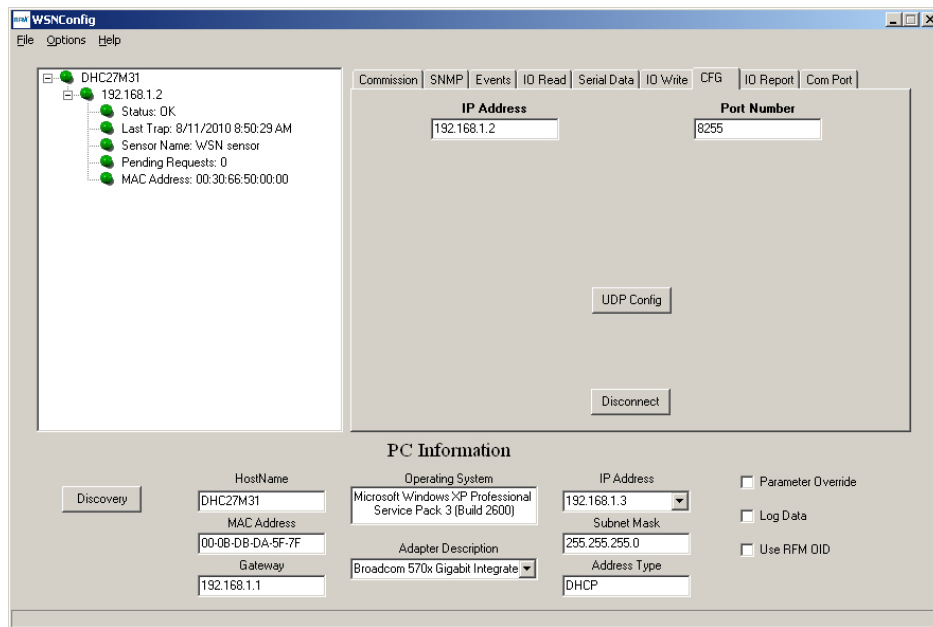 WSNConfig
File Options Help
DHC27M31
192.168.1.2
Status: OK
Last Trap: 8/11/2010 8:50:29 AM
Sensor Name: WSN sensor
Pending Requests: 0
MAC Address: 00:30:66:50:00:00
Commission SNMP Events IO Read Serial Data IO Write CFG IO Report Com Port
IP Address Port Number
192.168.1.2 8255
UDP Config
Disconnect
PC Information
Discovery
HostName
DHC27M31
MAC Address
00-0B-DB-DA-5F-7F
Gateway
192.168.1.1
Operating System
Microsoft Windows XP Professional
Service Pack 3 (Build 2600)
Adapter Description
Broadcom 570x Gigabit Integrate
IP Address
192.168.1.3
Subnet Mask
255.255.255.0
Address Type
DHCP
Parameter Override
Log Data
Use RFM OID